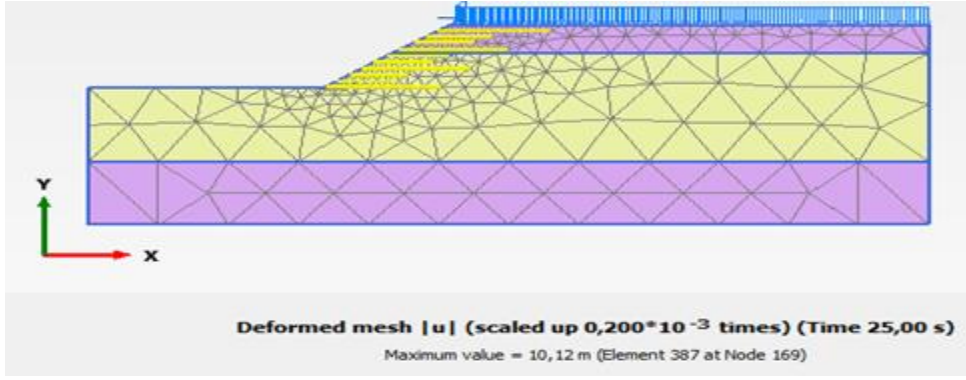 Y
X
Deformed mesh |u| (scaled up 0,200*10 -3 times) (Time 25,00 s)
Maximum value = 10,12 m (Element 387 at Node 169)